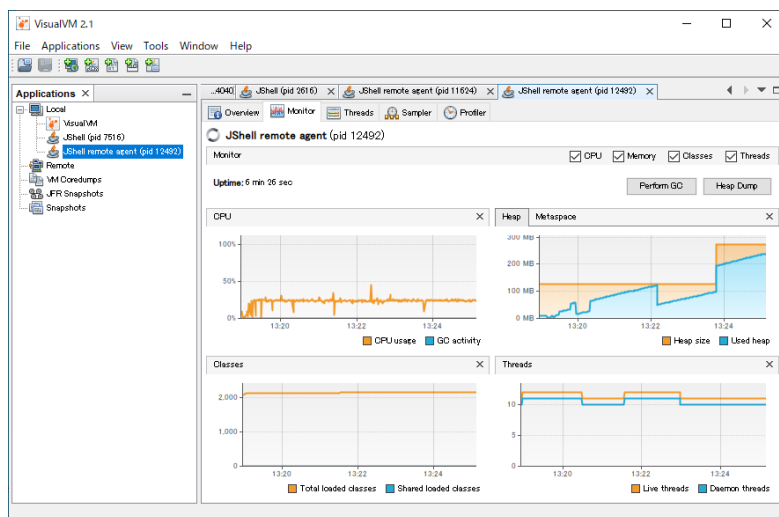 VisualVM 2.1
File Applications View Tools Window Help
Applications
...4040 JShell (pid 2616) JShell remote agent (pid 11624) JShell remote agent (pid 12492)
Local
VisualVM
JShell (pid 7516)
JShell remote agent (pid 12492)
Remote
VM Coredumps
JFR Snapshots
Snapshots
Overview Monitor Threads Sampler Profiler
JShell remote agent (pid 12492)
Monitor CPU Memory Classes Threads
Uptime: 6 min 26 sec Perform GC Heap Dump
CPU
100%
50%
0%
13:20 13:22 13:24
CPU usage GC activity
Heap Metaspace
300 MB
200 MB
100 MB
0 MB
13:20 13:22 13:24
Heap size Used heap
Classes
2,000
1,000
0
13:20 13:22 13:24
Total loaded classes Shared loaded classes
Threads
10
5
0
13:20 13:22 13:24
Live threads Daemon threads